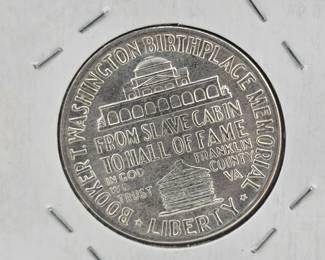 BOOKER T. WASHINGTON BIRTHPLACE MEMORIAL
FROM SLAVE CABIN
TO HALL OF FAME
IN GOD
WE
TRUST
FRANKLIN
COUNTY
VA
LIBERTY